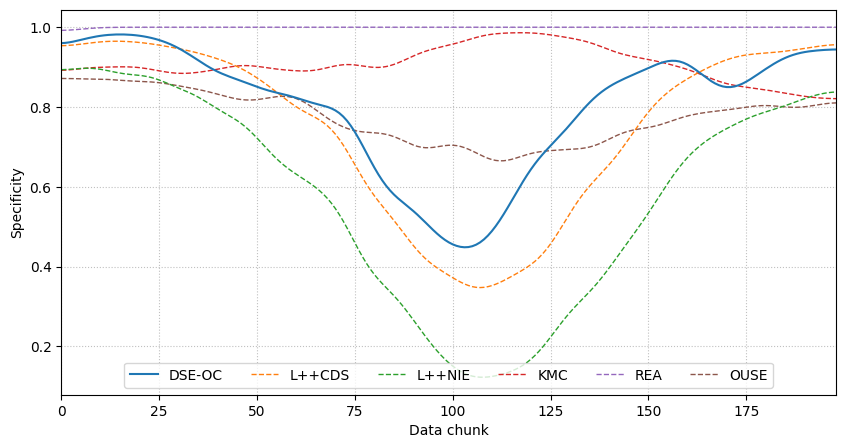 1.0
0.8
0.6
0.4
0.2
Specificity
DSE-OC L++CDS L++NIE KMC REA OUSE
0 25 50 75 100 125 150 175
Data chunk